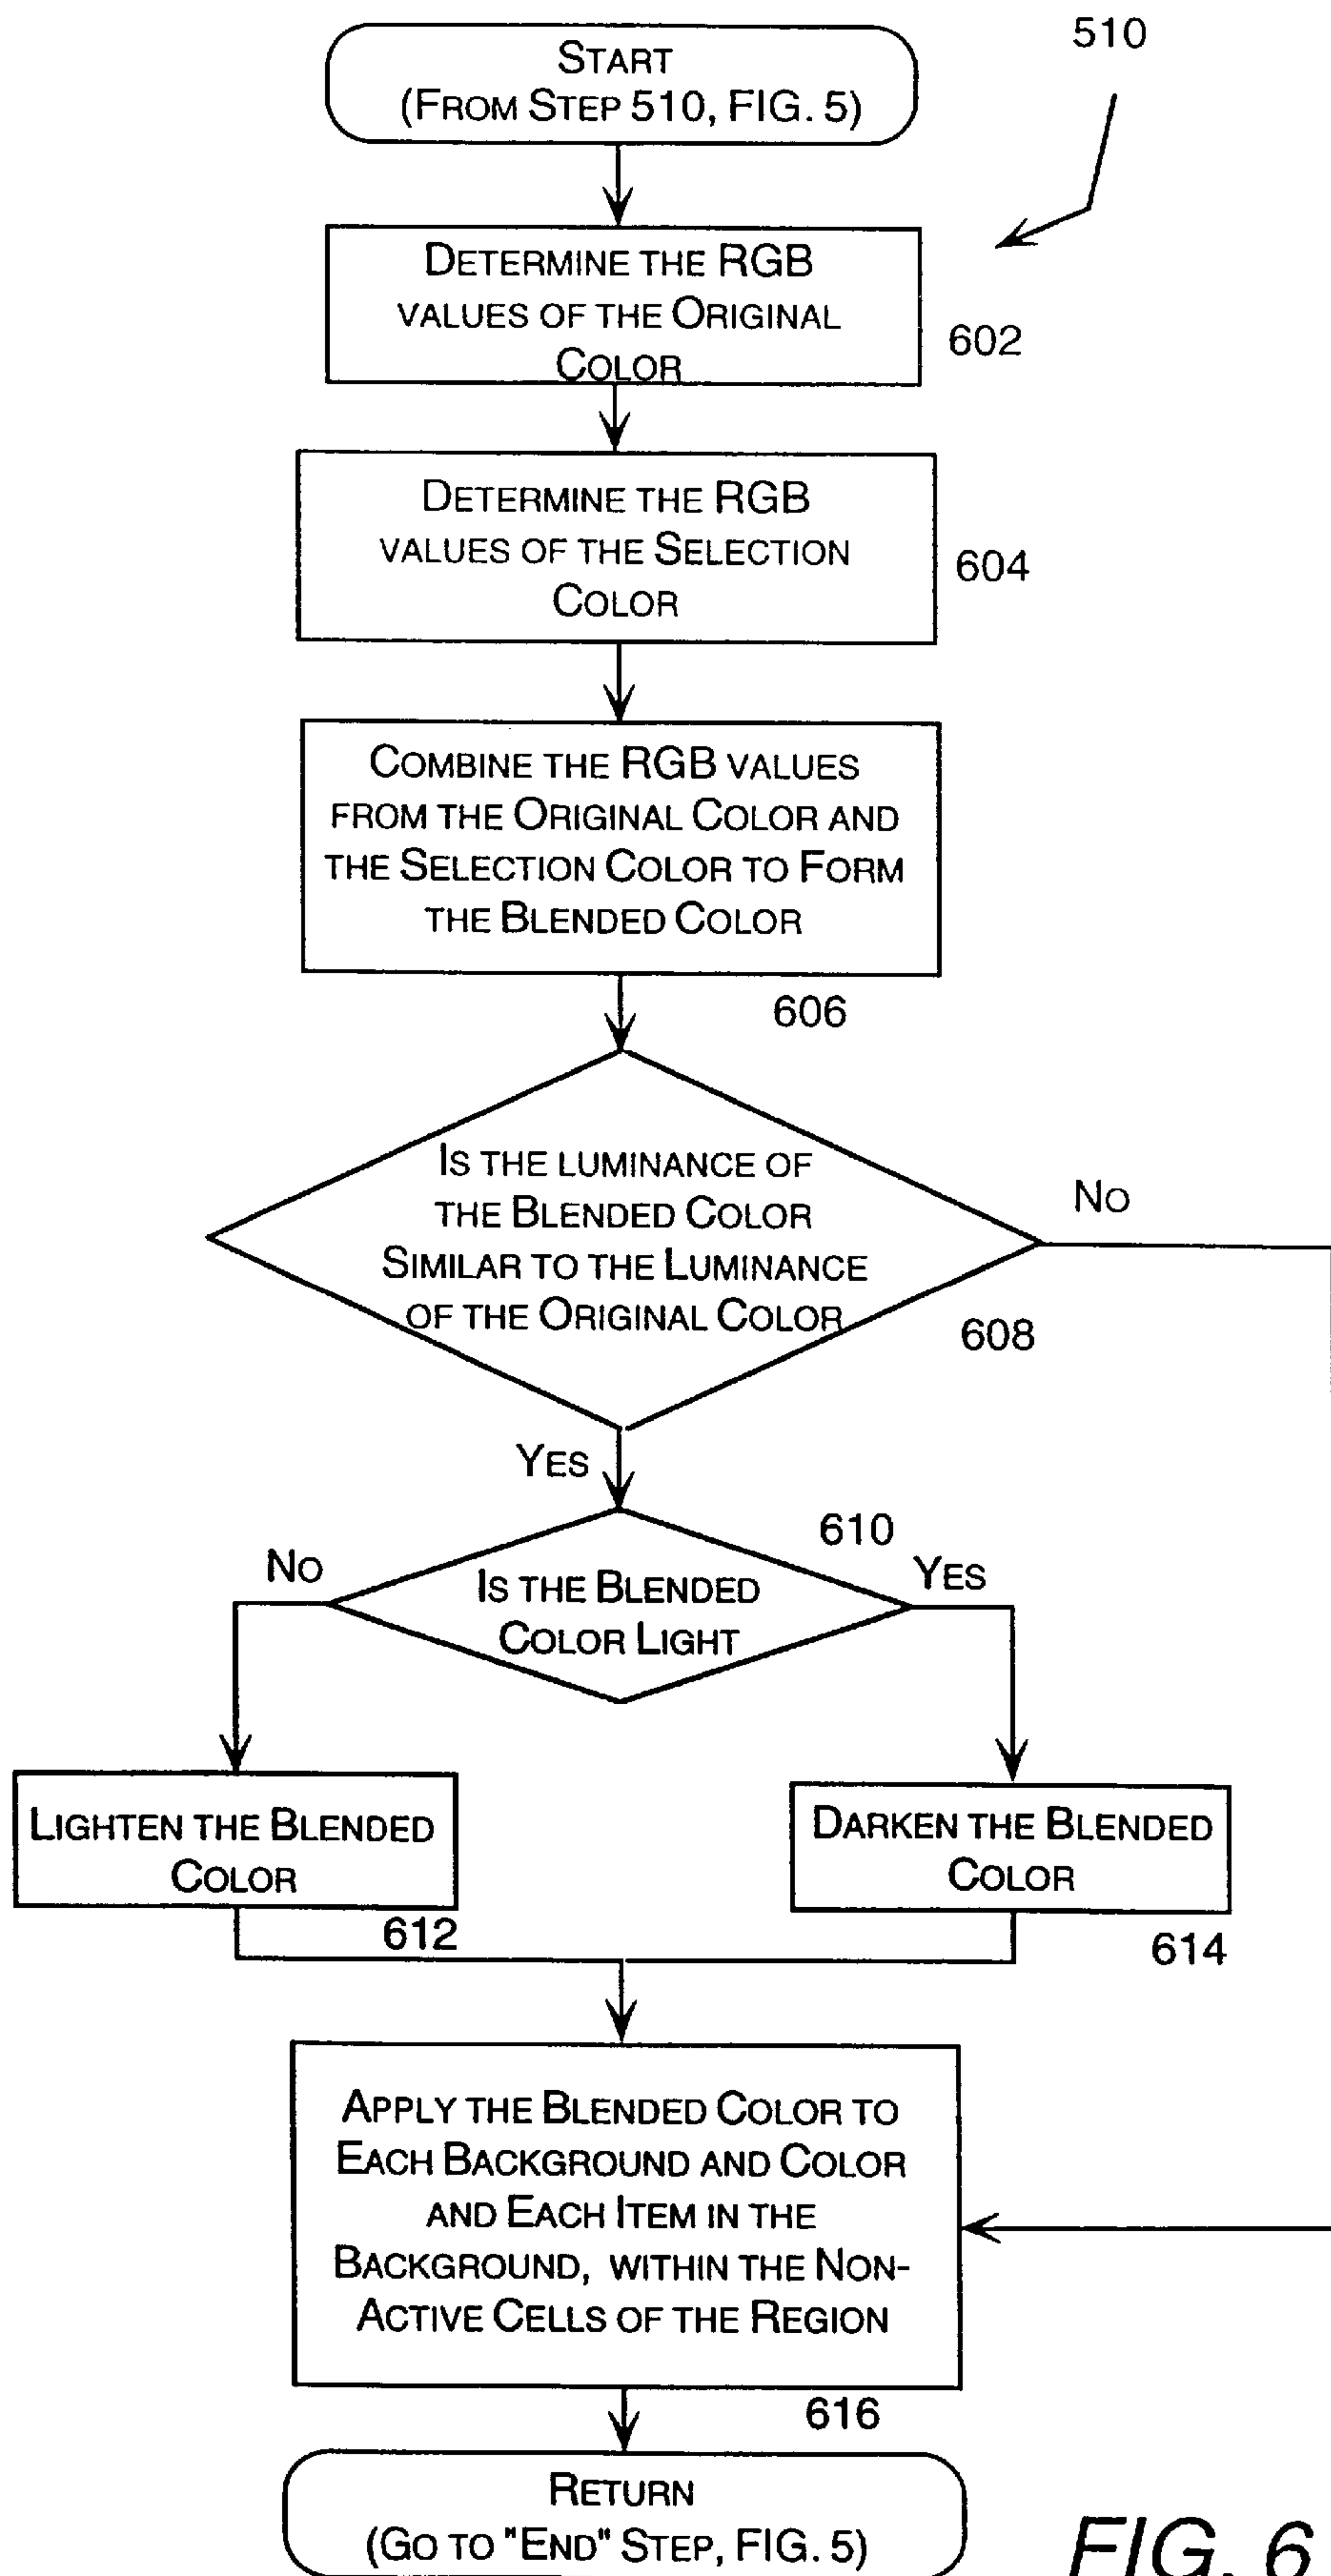 START
(FROM STEP 510, FIG. 5)
510
DETERMINE THE RGB
VALUES OF THE ORIGINAL
COLOR
602
DETERMINE THE RGB
VALUES OF THE SELECTION
COLOR
604
COMBINE THE RGB VALUES
FROM THE ORIGINAL COLOR AND
THE SELECTION COLOR TO FORM
THE BLENDED COLOR
606
IS THE LUMINANCE OF
THE BLENDED COLOR
SIMILAR TO THE LUMINANCE
OF THE ORIGINAL COLOR
NO
608
YES
610
IS THE BLENDED
COLOR LIGHT
NO
YES
LIGHTEN THE BLENDED
COLOR
612
DARKEN THE BLENDED
COLOR
614
APPLY THE BLENDED COLOR TO
EACH BACKGROUND AND COLOR
AND EACH ITEM IN THE
BACKGROUND, WITHIN THE NON-
ACTIVE CELLS OF THE REGION
616
RETURN
(GO TO "END" STEP, FIG. 5)
FIG. 6